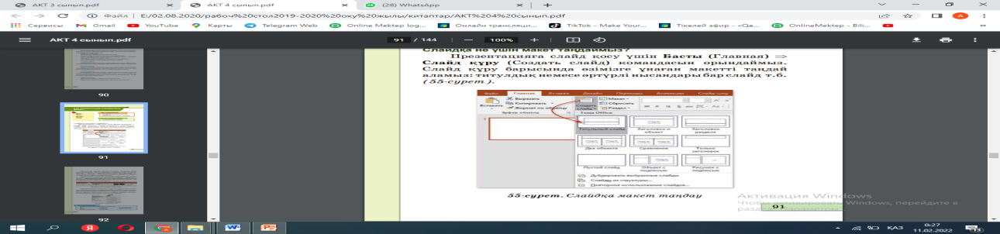 АКТ 3 сынып.pdf
АКТ 4 сынып.pdf
(28) WhatsApp
Файл | E:/02.08.2020/рабоч%20стол2019-2020%20оқу%20жылы/китаптар/АКТ%204%20сынып.pdf
Сервисы
Gmail
YouTube
Карты
Telegram Web
Online Mektep log...
Онлайн трансляци...
TikTok - Make Your...
Тікелей эфир - «Qa...
OnlineMektep - Bili...
АКТ 4 сынып.pdf
91 / 144
100%
90
91
92
Слайдқа не үшін макет таңдаймыз?
Презентацияға слайд қосу үшін Басты (Главная) ⇒
Слайд құру (Создать слайд) командасын орындаймыз.
Слайд құру барысында өзімізге ұнаған макетті таңдай
аламыз: титулдық немесе әртүрлі нысандары бар слайд т.б.
(55-сурет).
Файл Главная Вставка Дизайн Переходы Анимация Слайд-шоу
Вставить
Вырезать
Копировать
Формат по образцу
Буфер обмена
Создать слайд
Макет
Сбросить
Раздел
Тема Office
Титульный слайд
Заголовок и объект
Заголовок раздела
Два объекта
Сравнение
Только заголовок
Пустой слайд
Объект с подписью
Рисунок с подписью
Дублировать выбранные слайды
Слайды из структуры...
Повторное использование слайдов...
55-сурет. Слайдқа макет таңдау
91
Активация Windows
Чтобы активировать Windows, перейдите в
раздел
ҚАЗ
0:27
11.02.2022